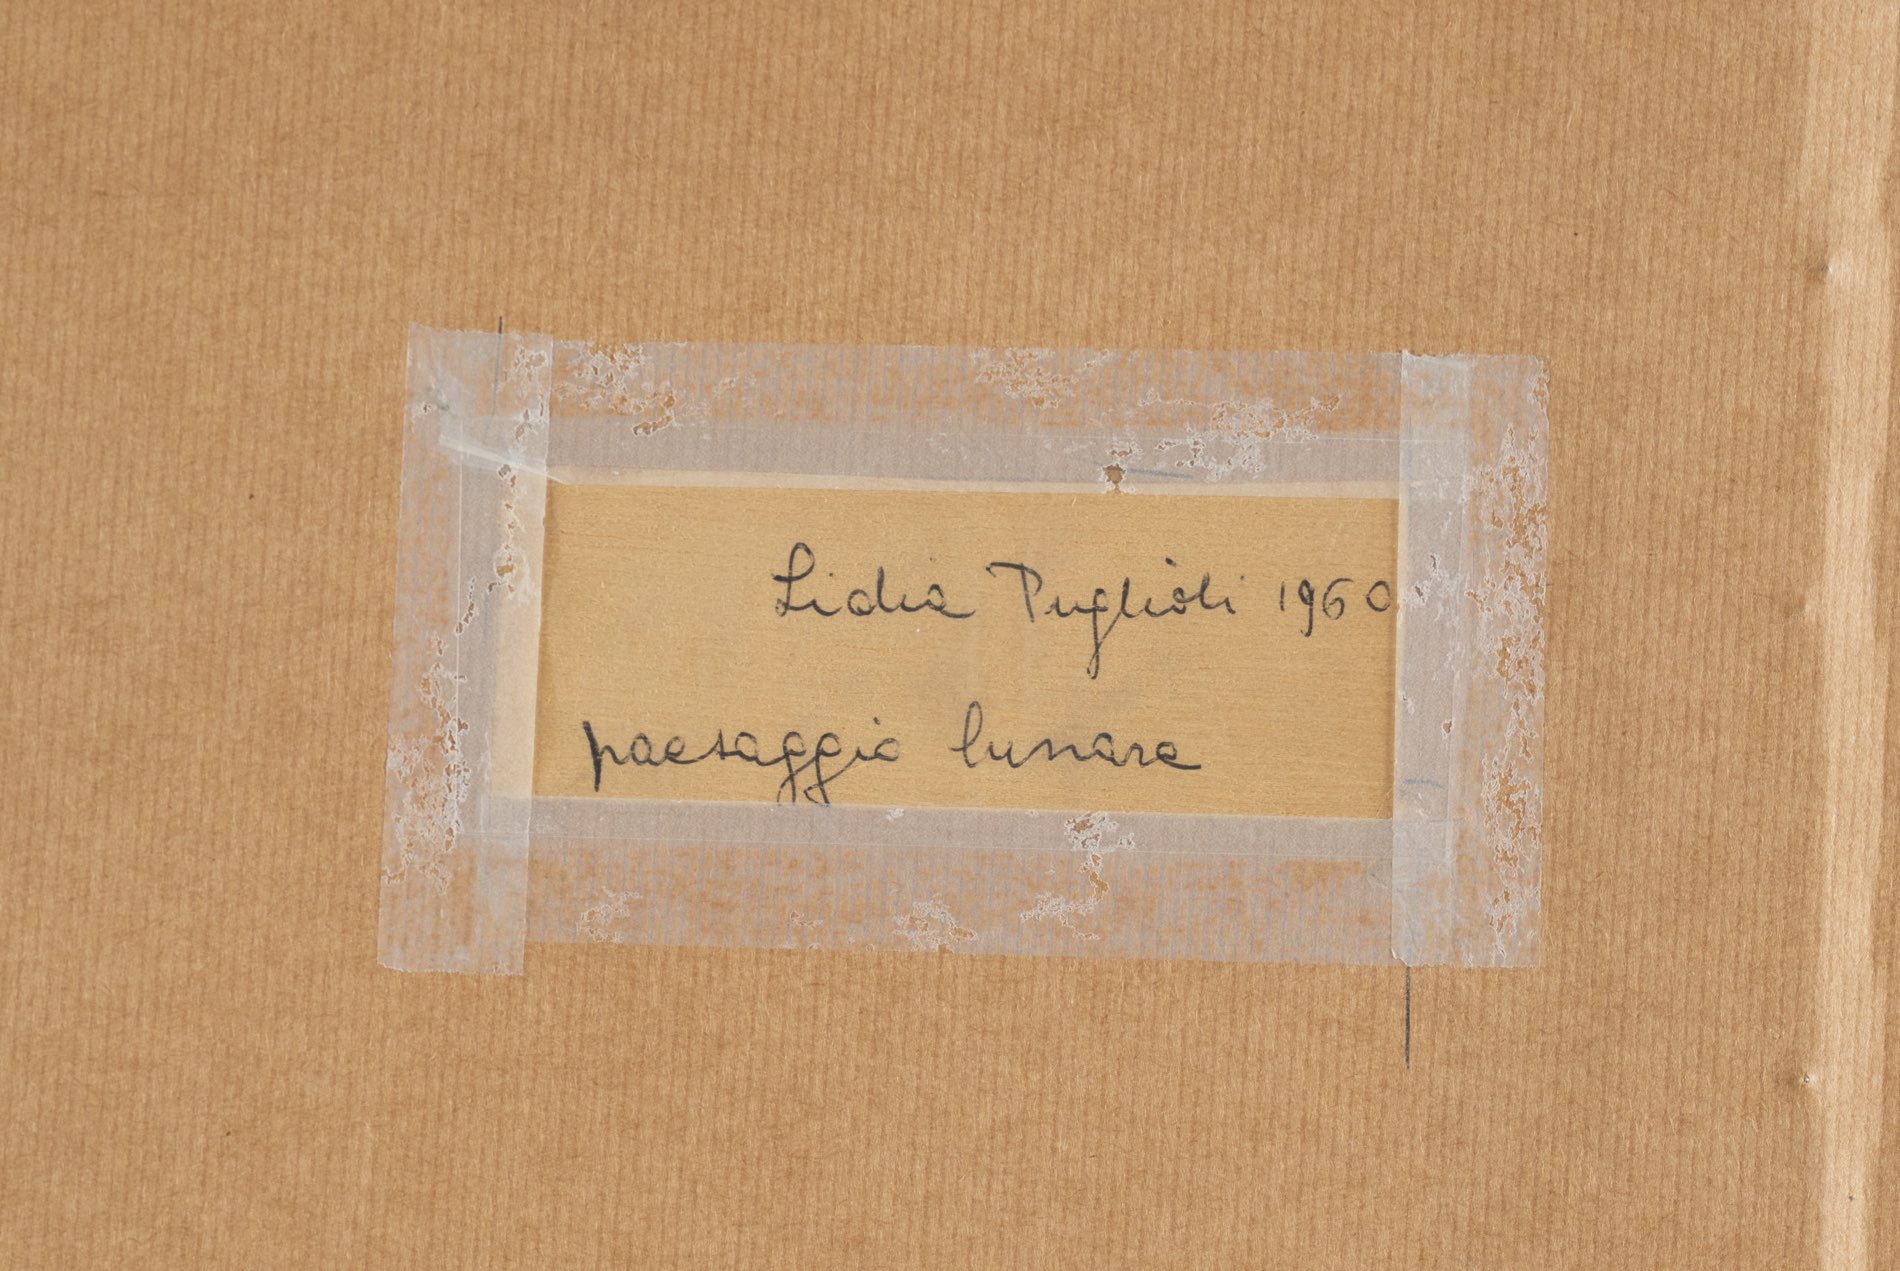 Lidia Puglioli 1960
paesaggio lunare